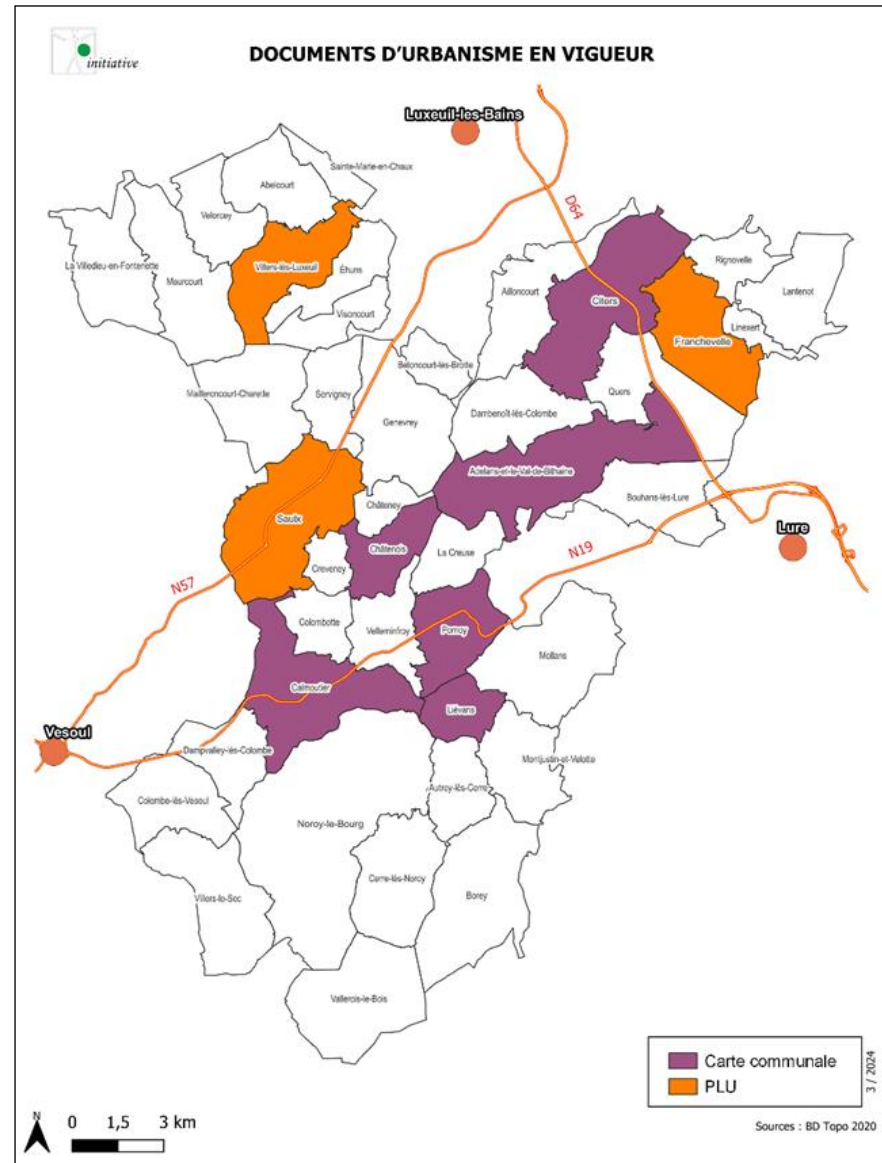 initiative
DOCUMENTS D'URBANISME EN VIGUEUR
Luxeuil-les-Bains
Sainte-Marie-en-Chaux
Abelcourt
D64
Velorcey
La Villedieu-en-Fontenette
Villers-lès-Luxeuil
Éhuns
Rignovelle
Meurcourt
Ailloncourt
Lantenot
Citers
Visoncourt
Linexert
Franchevelle
Betoncourt-lès-Brotte
Mailleroncourt-Charette
Servigney
Quers
Genevrey
Dambenoît-lès-Colombe
Adelans-et-le-Val-de-Bithaine
Bouhans-lès-Lure
Châteney
Saulx
Lure
Châtenois
La Creuse
N19
Creveney
N57
Colombotte
Velleminfroy
Pomoy
Mollans
Calmoutier
Liévans
Vesoul
Dampvalley-lès-Colombe
Montjustin-et-Velotte
Autrey-lès-Cerre
Colombe-lès-Vesoul
Noroy-le-Bourg
Villers-le-Sec
Cerre-lès-Noroy
Borey
Vallerois-le-Bois
Carte communale
PLU
3 / 2024
N
0 1,5 3 km
Sources : BD Topo 2020